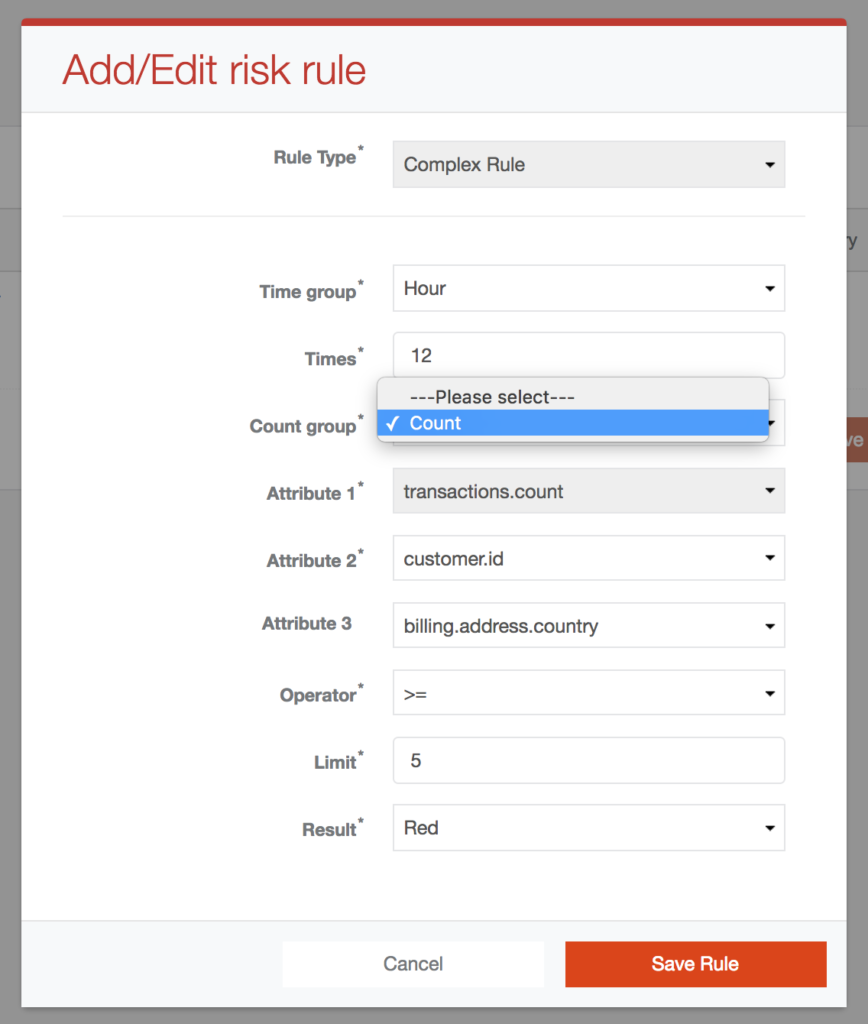 Add/Edit risk rule
Rule Type* Complex Rule
Time group* Hour
Times* 12
---Please select---
Count group* ✓ Count
Attribute 1* transactions.count
Attribute 2* customer.id
Attribute 3 billing.address.country
Operator* >=
Limit* 5
Result* Red
Cancel Save Rule